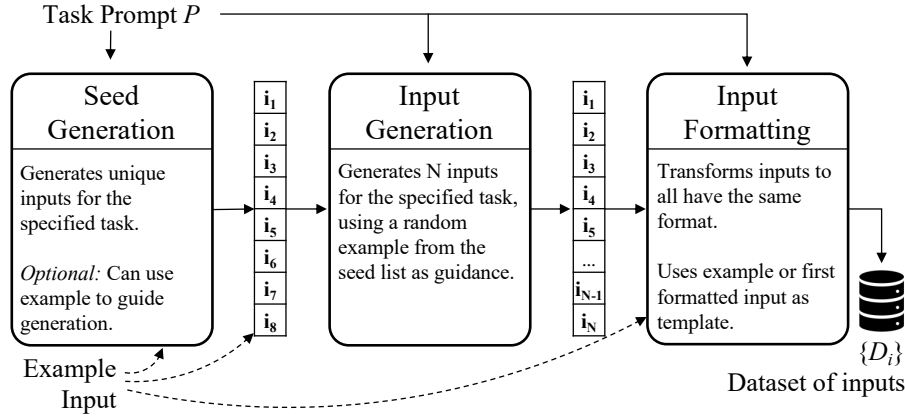 Task Prompt P
Seed
Generation
Generates unique
inputs for the
specified task.
Optional: Can use
example to guide
generation.
i₁
i₂
i₃
i₄
i₅
i₆
i₇
i₈
Input
Generation
Generates N inputs
for the specified task,
using a random
example from the
seed list as guidance.
i₁
i₂
i₃
i₄
i₅
...
i_{N-1}
i_N
Input
Formatting
Transforms inputs to
all have the same
format.
Uses example or first
formatted input as
template.
Example
Input
{D_i}
Dataset of inputs